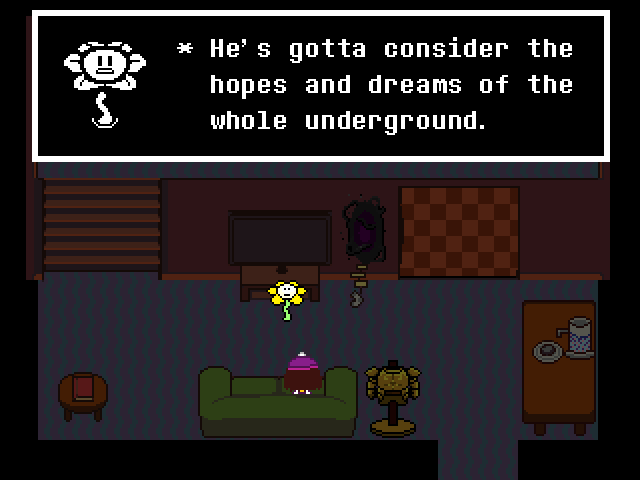 * He's gotta consider the
hopes and dreams of the
whole underground.